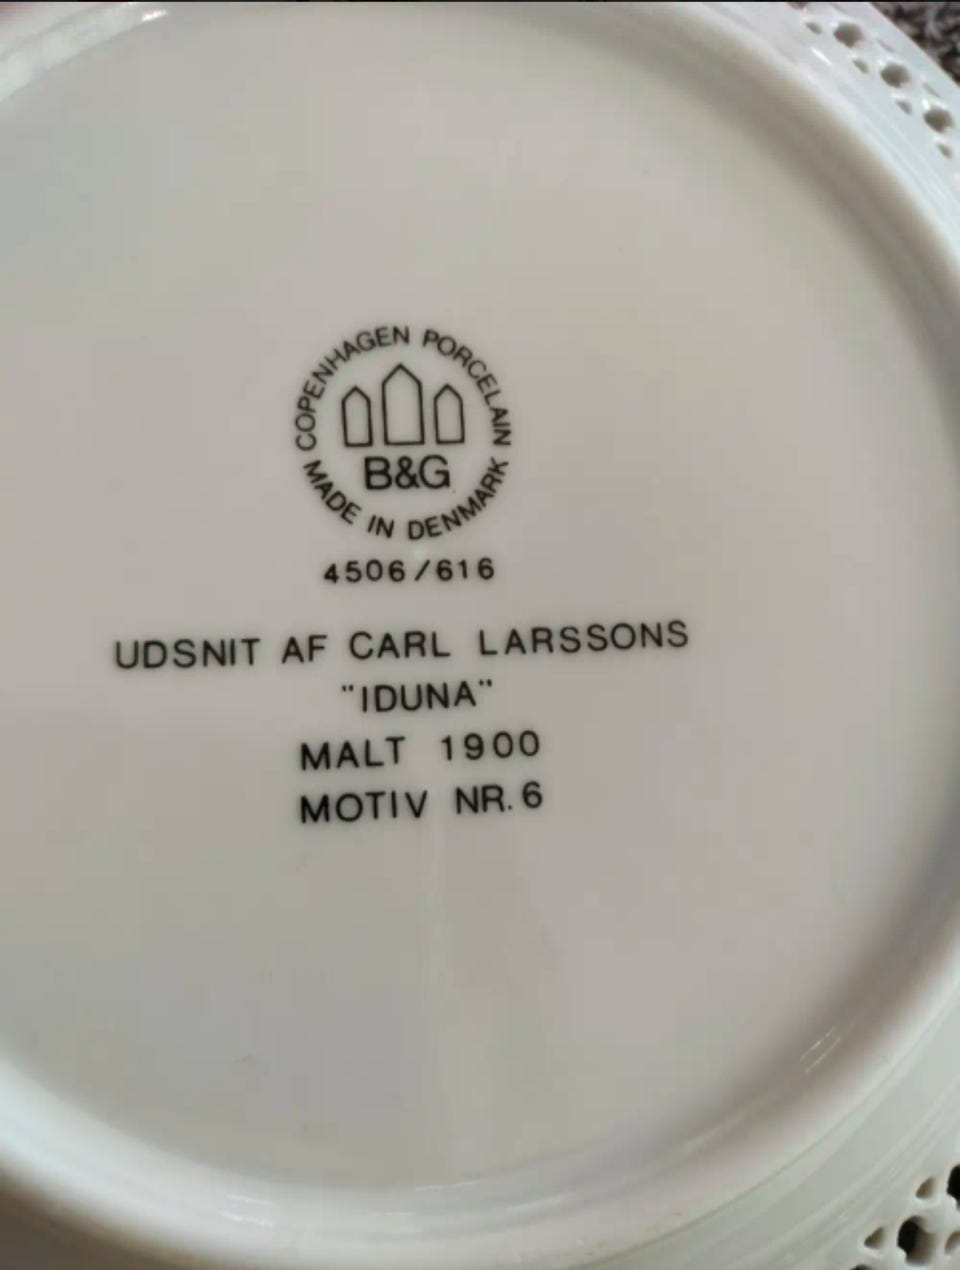 COPENHAGEN PORCELAIN
B&G
MADE IN DENMARK
4506/616
UDSNIT AF CARL LARSSONS
"IDUNA"
MALT 1900
MOTIV NR. 6